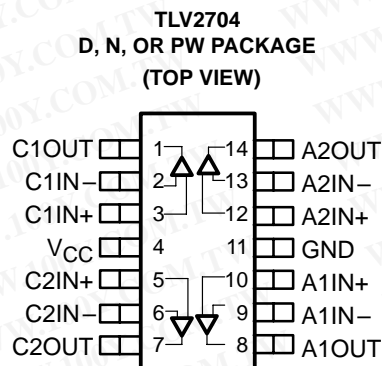 TLV2704
D, N, OR PW PACKAGE
(TOP VIEW)
C1OUT 1 14 A2OUT
C1IN− 2 13 A2IN−
C1IN+ 3 12 A2IN+
VCC 4 11 GND
C2IN+ 5 10 A1IN+
C2IN− 6 9 A1IN−
C2OUT 7 8 A1OUT